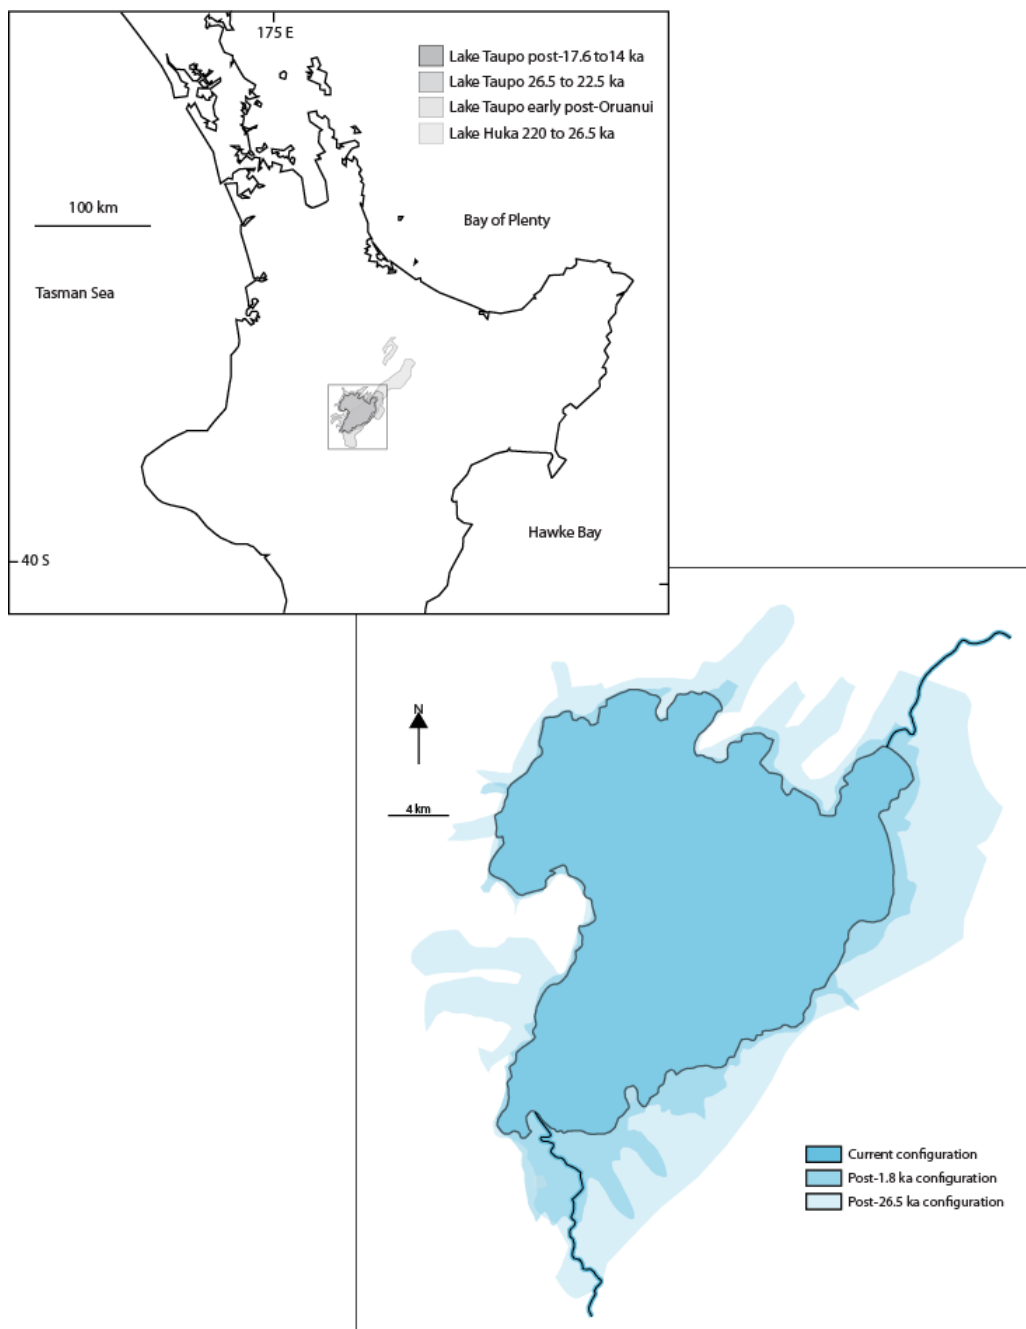 175 E
Lake Taupo post-17.6 to14 ka
Lake Taupo 26.5 to 22.5 ka
Lake Taupo early post-Oruanui
Lake Huka 220 to 26.5 ka
100 km
Bay of Plenty
Tasman Sea
Hawke Bay
40 S
N
4 km
Current configuration
Post-1.8 ka configuration
Post-26.5 ka configuration